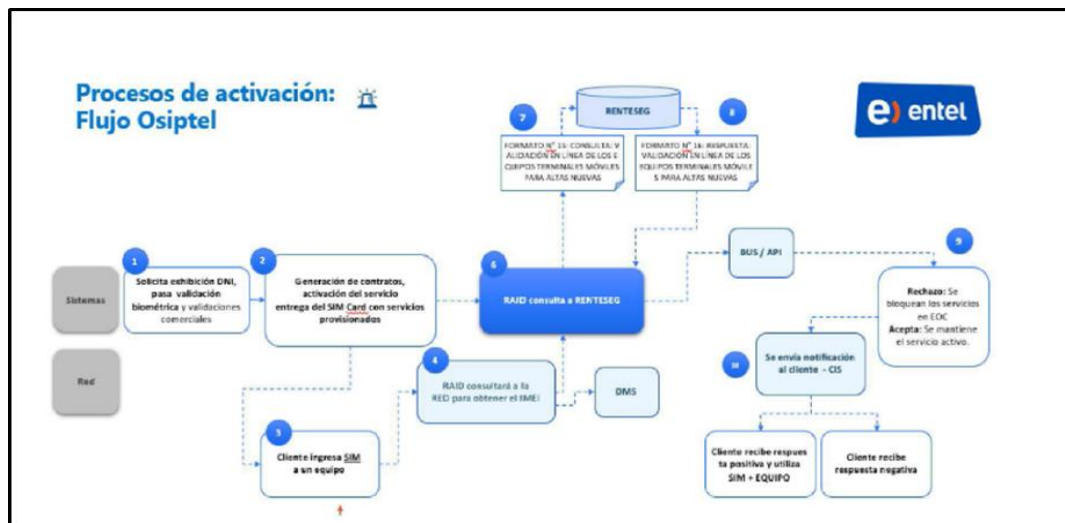 Procesos de activación:
Flujo Osiptel
entel
7
RENTESEG
8
FORMATO N° 15: CONSULTA: V
ALIDACIÓN EN LÍNEA DE LOS E
QUIPOS TERMINALES MÓVILES
PARA ALTAS NUEVAS
FORMATO N° 16: RESPUESTA:
VALIDACIÓN EN LÍNEA DE LOS
EQUIPOS TERMINALES MÓVILE
S PARA ALTAS NUEVAS
Sistemas
1
Solicita exhibición DNI,
pasa validación
biométrica y validaciones
comerciales
2
Generación de contratos,
activación del servicio
entrega del SIM Card con servicios
provisionados
6
RAID consulta a RENTESEG
BUS / API
9
Rechazo: Se
bloquean los servicios
en EOC
Acepta: Se mantiene
el servicio activo.
Red
4
RAID consultará a la
RED para obtener el IMEI
DMS
10
Se envía notificación
al cliente - CIS
3
Cliente ingresa SIM
a un equipo
Cliente recibe respues
ta positiva y utiliza
SIM + EQUIPO
Cliente recibe
respuesta negativa